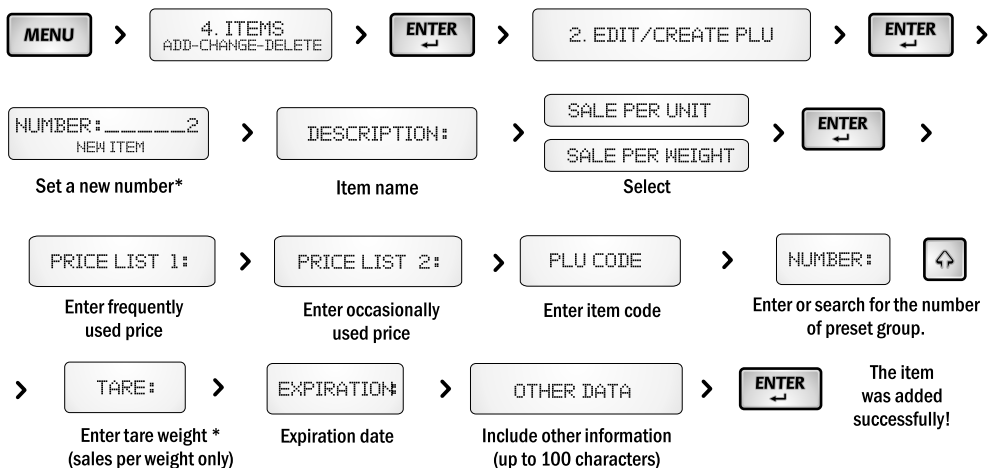 MENU > 4. ITEMS > ENTER ↵ > 2. EDIT/CREATE PLU > ENTER ↵ >
ADD-CHANGE-DELETE
NUMBER:_____2 > DESCRIPTION: > SALE PER UNIT > ENTER ↵ >
NEW ITEM
SALE PER WEIGHT
Set a new number*
Item name
Select
PRICE LIST 1: > PRICE LIST 2: > PLU CODE > NUMBER:
Enter frequently
used price
Enter occasionally
used price
Enter item code
Enter or search for the number
of preset group.
> TARE: > EXPIRATION: > OTHER DATA > ENTER ↵
Enter tare weight *
(sales per weight only)
Expiration date
Include other information
(up to 100 characters)
The item
was added
successfully!